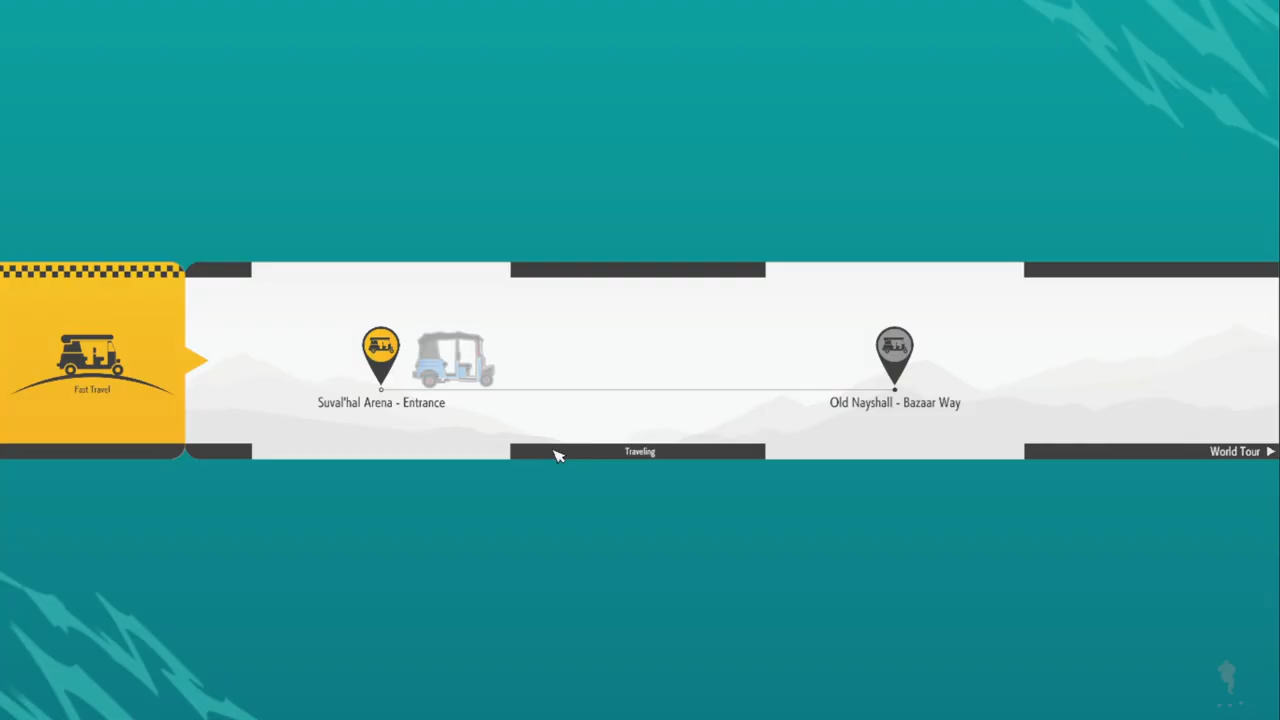 Fast Travel
Suval'hal Arena - Entrance
Old Nayshall - Bazaar Way
Traveling
World Tour